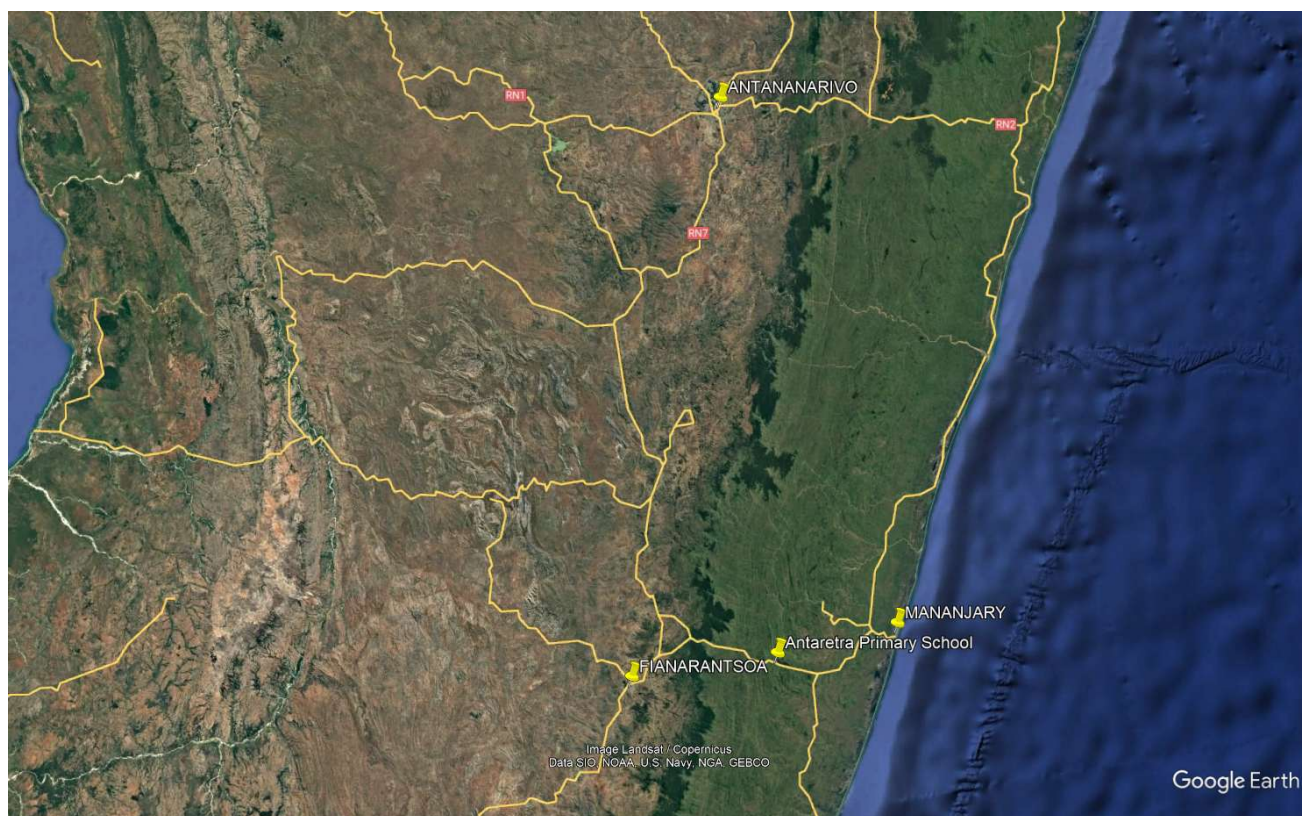 ANTANANARIVO
RN1
RN2
RN7
MANANJARY
Antaretra Primary School
FIANARANTSOA
Image Landsat / Copernicus
Data SIO, NOAA, U.S. Navy, NGA, GEBCO
Google Earth